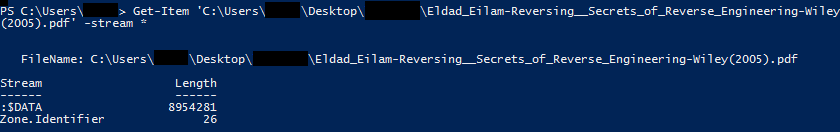 PS C:\Users\> Get-Item 'C:\Users\\Desktop\\Eldad_Eilam-Reversing__Secrets_of_Reverse_Engineering-Wiley
(2005).pdf' -stream *
FileName: C:\Users\\Desktop\\Eldad_Eilam-Reversing__Secrets_of_Reverse_Engineering-Wiley(2005).pdf
Stream Length
------ ------
:$DATA 8954281
Zone.Identifier 26